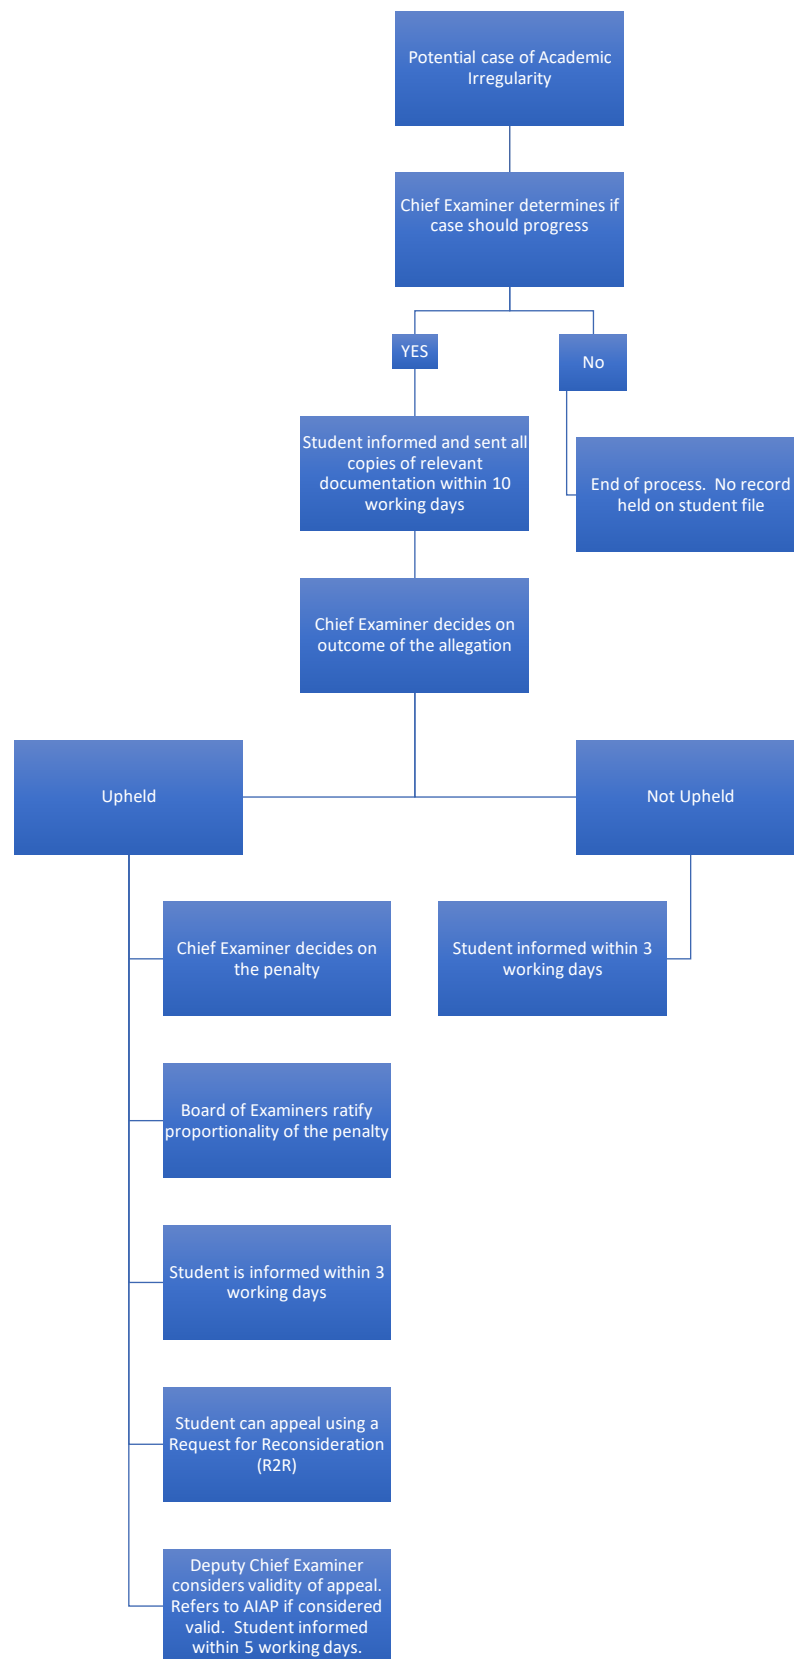 Potential case of Academic
Irregularity
Chief Examiner determines if
case should progress
YES
No
Student informed and sent all
copies of relevant
documentation within 10
working days
End of process.  No record
held on student file
Chief Examiner decides on
outcome of the allegation
Upheld
Not Upheld
Chief Examiner decides on
the penalty
Student informed within 3
working days
Board of Examiners ratify
proportionality of the penalty
Student is informed within 3
working days
Student can appeal using a
Request for Reconsideration
(R2R)
Deputy Chief Examiner
considers validity of appeal.
Refers to AIAP if considered
valid.  Student informed
within 5 working days.